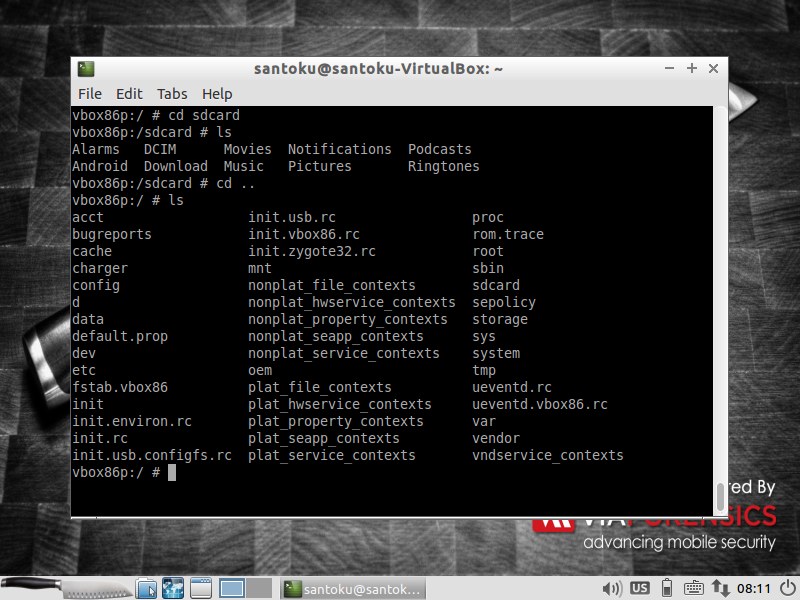 santoku@santoku-VirtualBox: ~
File Edit Tabs Help
vbox86p:/ # cd sdcard
vbox86p:/sdcard # ls
Alarms DCIM Movies Notifications Podcasts
Android Download Music Pictures Ringtones
vbox86p:/sdcard # cd ..
vbox86p:/ # ls
acct init.usb.rc proc
bugreports init.vbox86.rc rom.trace
cache init.zygote32.rc root
charger mnt sbin
config nonplat_file_contexts sdcard
d nonplat_hwservice_contexts sepolicy
data nonplat_property_contexts storage
default.prop nonplat_seapp_contexts sys
dev nonplat_service_contexts system
etc oem tmp
fstab.vbox86 plat_file_contexts ueventd.rc
init plat_hwservice_contexts ueventd.vbox86.rc
init.environ.rc plat_property_contexts var
init.rc plat_seapp_contexts vendor
init.usb.configfs.rc plat_service_contexts vndservice_contexts
vbox86p:/ #
By
VIAFORENSICS
advancing mobile security
santoku@santok... US 08:11